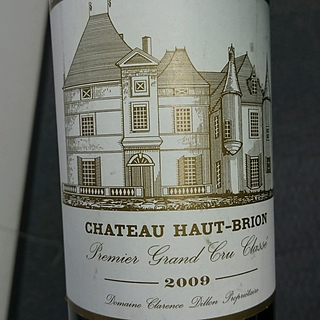 CHATEAU HAUT-BRION
Premier Grand Cru Classé
2009
Domaine Clarence Dillon Propriétaire